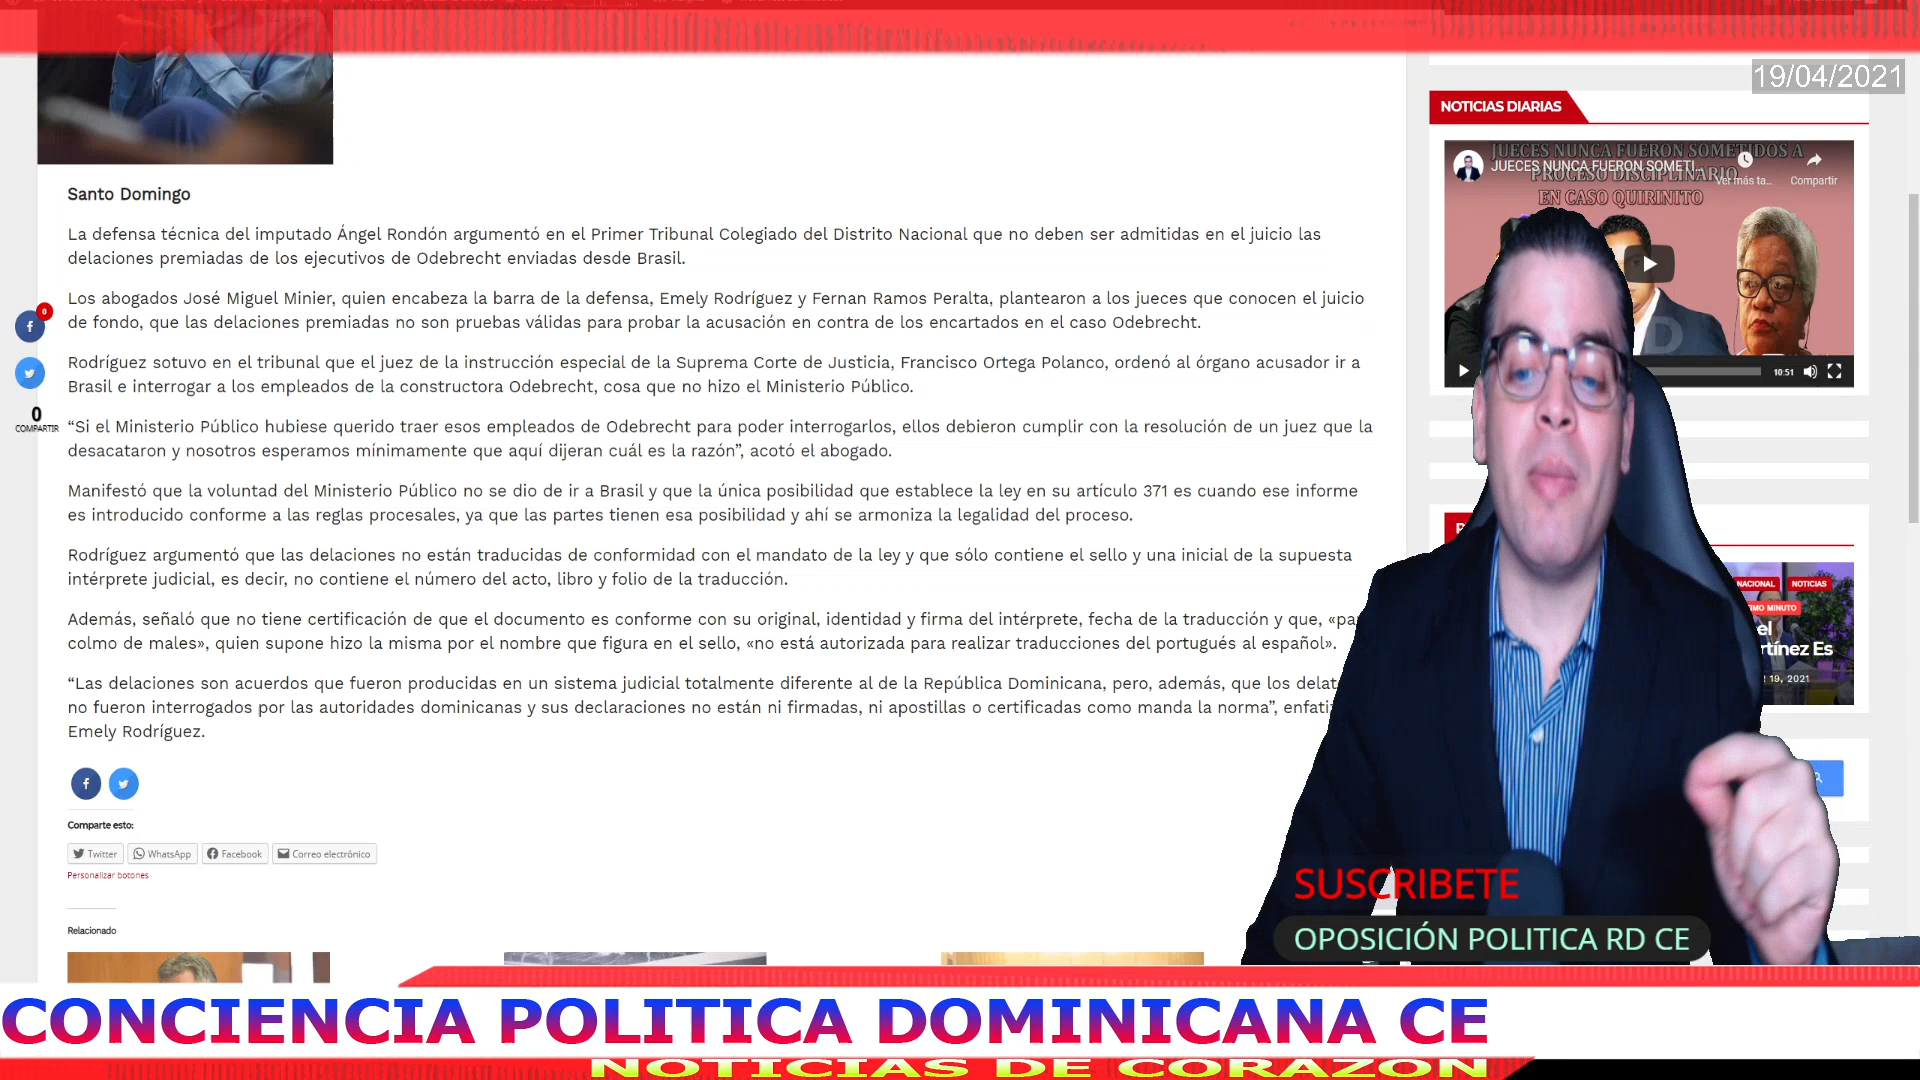 19/04/2021
NOTICIAS DIARIAS
JUECES NUNCA FUERON SOMETIDOS A
PROCESO DISCIPLINARIO
EN CASO QUIRINITO
JUECES NUNCA FUERON SOMETI...
Ver más ta...
Compartir
10:51
Santo Domingo
La defensa técnica del imputado Ángel Rondón argumentó en el Primer Tribunal Colegiado del Distrito Nacional que no deben ser admitidas en el juicio las
delaciones premiadas de los ejecutivos de Odebrecht enviadas desde Brasil.
Los abogados José Miguel Minier, quien encabeza la barra de la defensa, Emely Rodríguez y Fernan Ramos Peralta, plantearon a los jueces que conocen el juicio
de fondo, que las delaciones premiadas no son pruebas válidas para probar la acusación en contra de los encartados en el caso Odebrecht.
Rodríguez sotuvo en el tribunal que el juez de la instrucción especial de la Suprema Corte de Justicia, Francisco Ortega Polanco, ordenó al órgano acusador ir a
Brasil e interrogar a los empleados de la constructora Odebrecht, cosa que no hizo el Ministerio Público.
“Si el Ministerio Público hubiese querido traer esos empleados de Odebrecht para poder interrogarlos, ellos debieron cumplir con la resolución de un juez que la
desacataron y nosotros esperamos mínimamente que aquí dijeran cuál es la razón”, acotó el abogado.
Manifestó que la voluntad del Ministerio Público no se dio de ir a Brasil y que la única posibilidad que establece la ley en su artículo 371 es cuando ese informe
es introducido conforme a las reglas procesales, ya que las partes tienen esa posibilidad y ahí se armoniza la legalidad del proceso.
Rodríguez argumentó que las delaciones no están traducidas de conformidad con el mandato de la ley y que sólo contiene el sello y una inicial de la supuesta
intérprete judicial, es decir, no contiene el número del acto, libro y folio de la traducción.
Además, señaló que no tiene certificación de que el documento es conforme con su original, identidad y firma del intérprete, fecha de la traducción y que, «pa
colmo de males», quien supone hizo la misma por el nombre que figura en el sello, «no está autorizada para realizar traducciones del portugués al español».
“Las delaciones son acuerdos que fueron producidas en un sistema judicial totalmente diferente al de la República Dominicana, pero, además, que los delat
no fueron interrogados por las autoridades dominicanas y sus declaraciones no están ni firmadas, ni apostillas o certificadas como manda la norma”, enfati
Emely Rodríguez.
0
0
COMPARTIR
NACIONAL
NOTICIAS
IMO MINUTO
el
rtínez Es
19, 2021
Comparte esto:
Twitter
WhatsApp
Facebook
Correo electrónico
Personalizar botones
Relacionado
SUSCRIBETE
OPOSICIÓN POLITICA RD CE
CONCIENCIA POLITICA DOMINICANA CE
NOTICIAS DE CORAZON